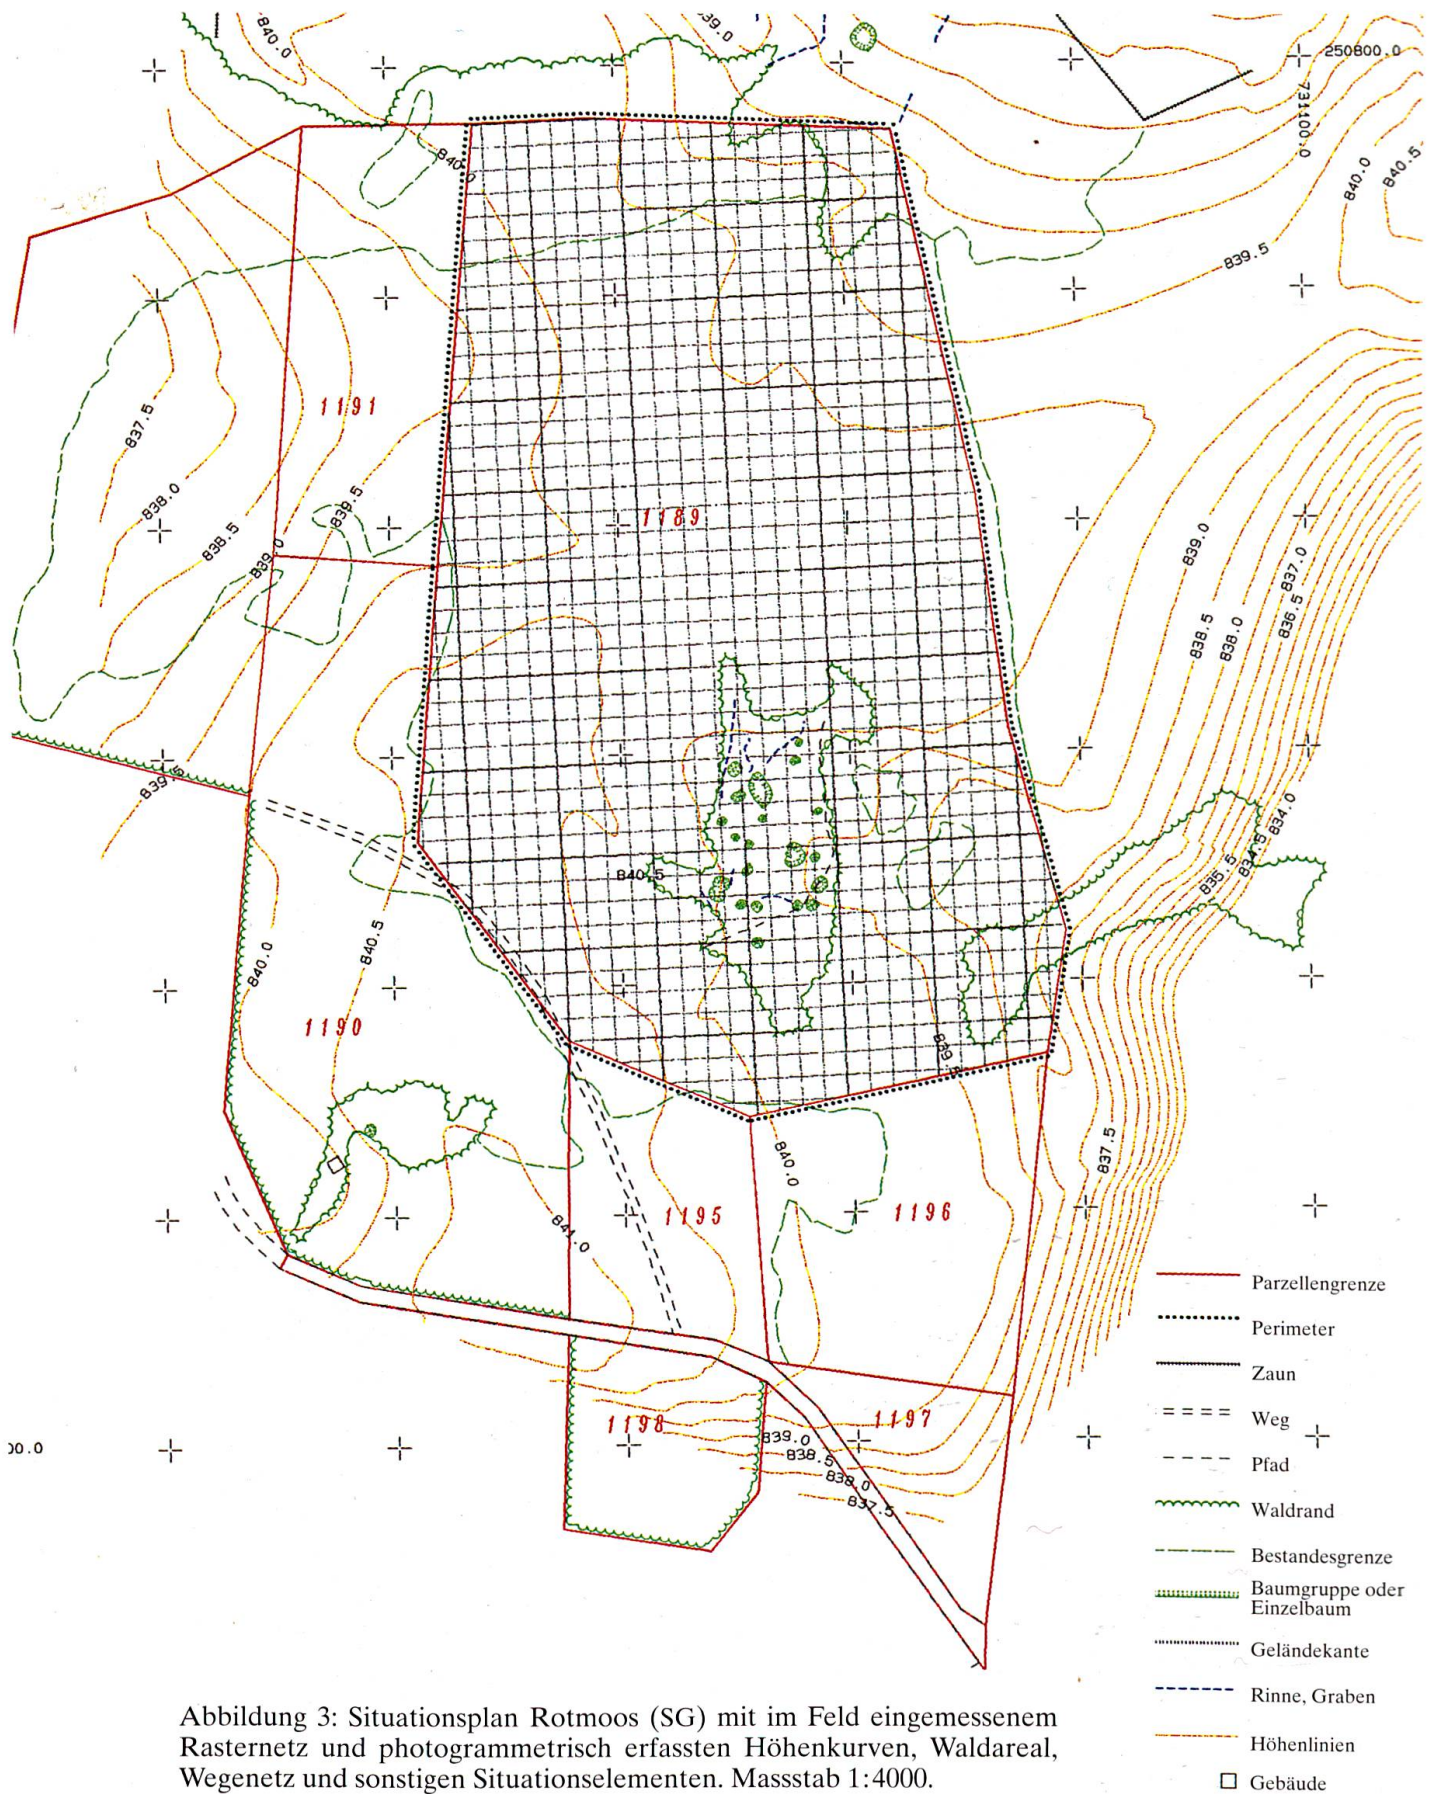 840.0
839.0
250800.0
731100.0
840.0
840.0
840.5
839.5
1191
837.5
838.0
838.5
839.0
839.5
1189
839.0
838.5
838.0
837.0
836.5
839.5
834.0
834.5
835.5
840.5
840.5
840.0
1190
839.5
837.5
840.0
841.0
1195
1196
1198
1197
839.0
838.5
838.0
837.5
00.0
Parzellengrenze
Perimeter
Zaun
Weg
Pfad
Waldrand
Bestandesgrenze
Baumgruppe oder
Einzelbaum
Geländekante
Rinne, Graben
Höhenlinien
Gebäude
Abbildung 3: Situationsplan Rotmoos (SG) mit im Feld eingemessenem
Rasternetz und photogrammetrisch erfassten Höhenkurven, Waldareal,
Wegenetz und sonstigen Situationselementen. Massstab 1:4000.